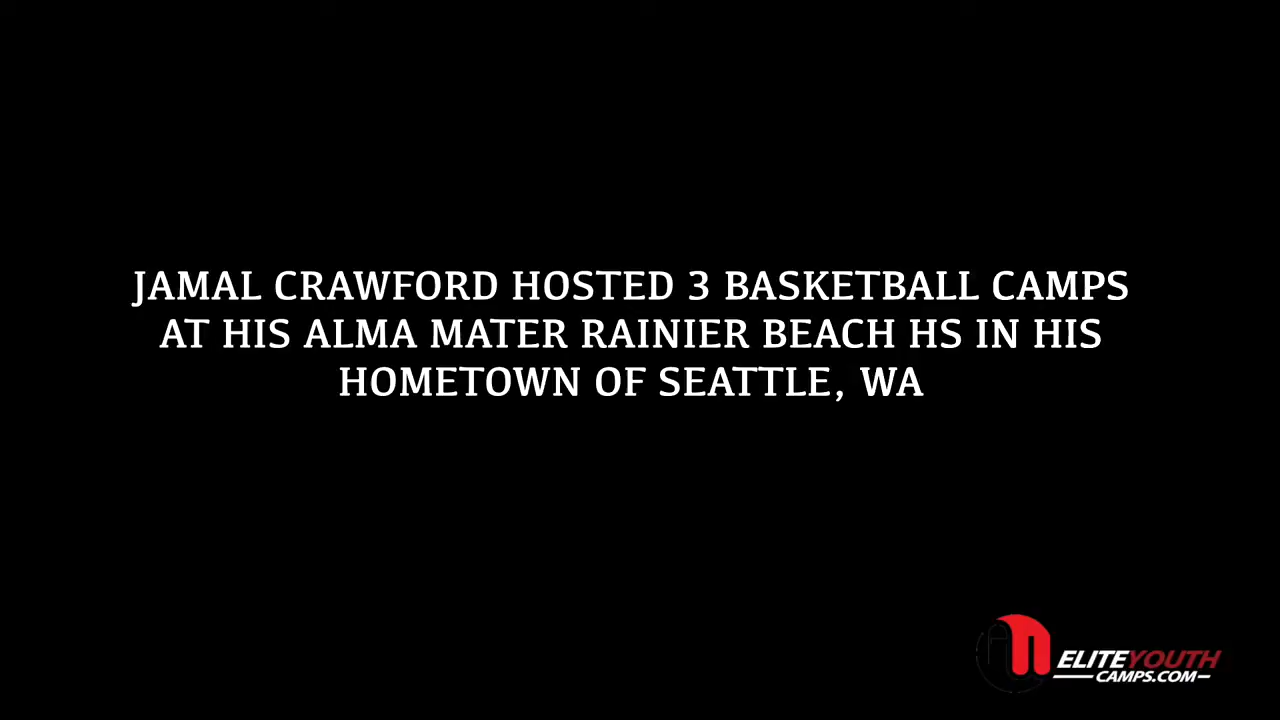 JAMAL CRAWFORD HOSTED 3 BASKETBALL CAMPS
AT HIS ALMA MATER RAINIER BEACH HS IN HIS
HOMETOWN OF SEATTLE, WA
ELITEYOUTH
CAMPS.COM